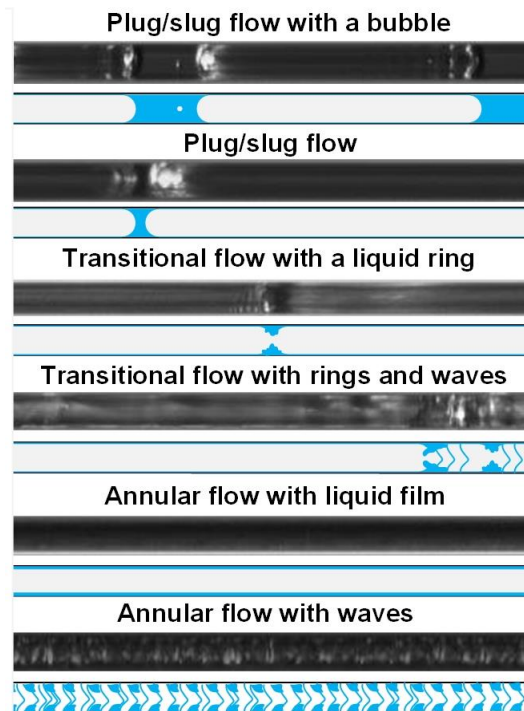 Plug/slug flow with a bubble
Plug/slug flow
Transitional flow with a liquid ring
Transitional flow with rings and waves
Annular flow with liquid film
Annular flow with waves